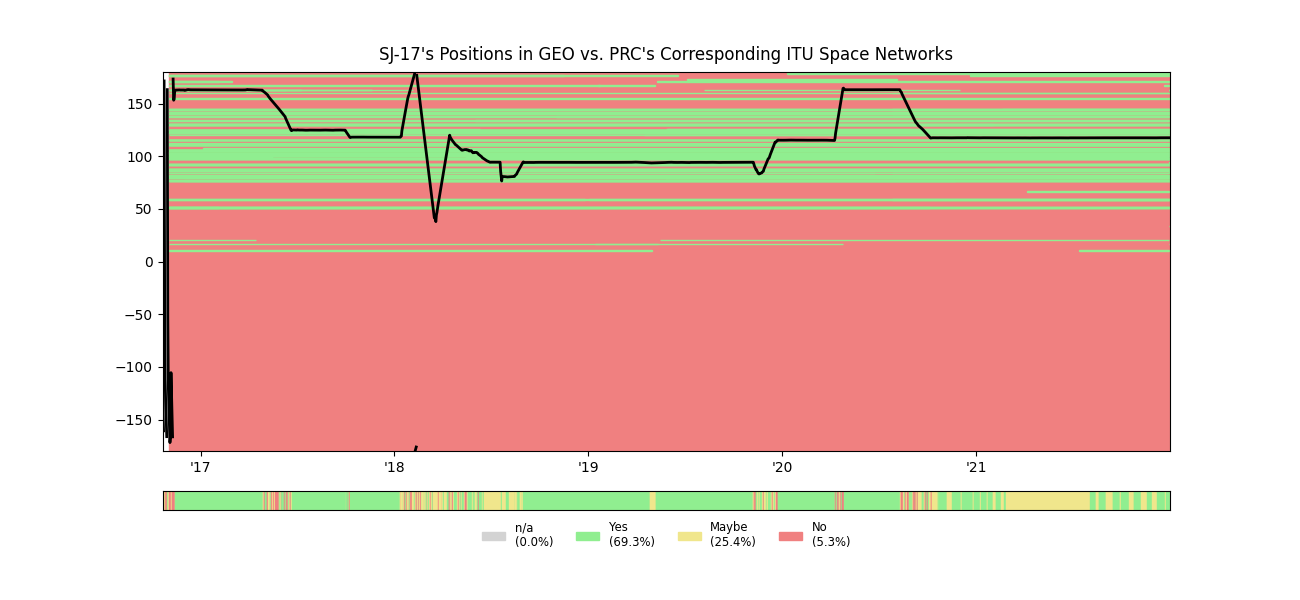 SJ-17's Positions in GEO vs. PRC's Corresponding ITU Space Networks
150
100
50
0
−50
−100
−150
'17 '18 '19 '20 '21
n/a Yes Maybe No
(0.0%) (69.3%) (25.4%) (5.3%)